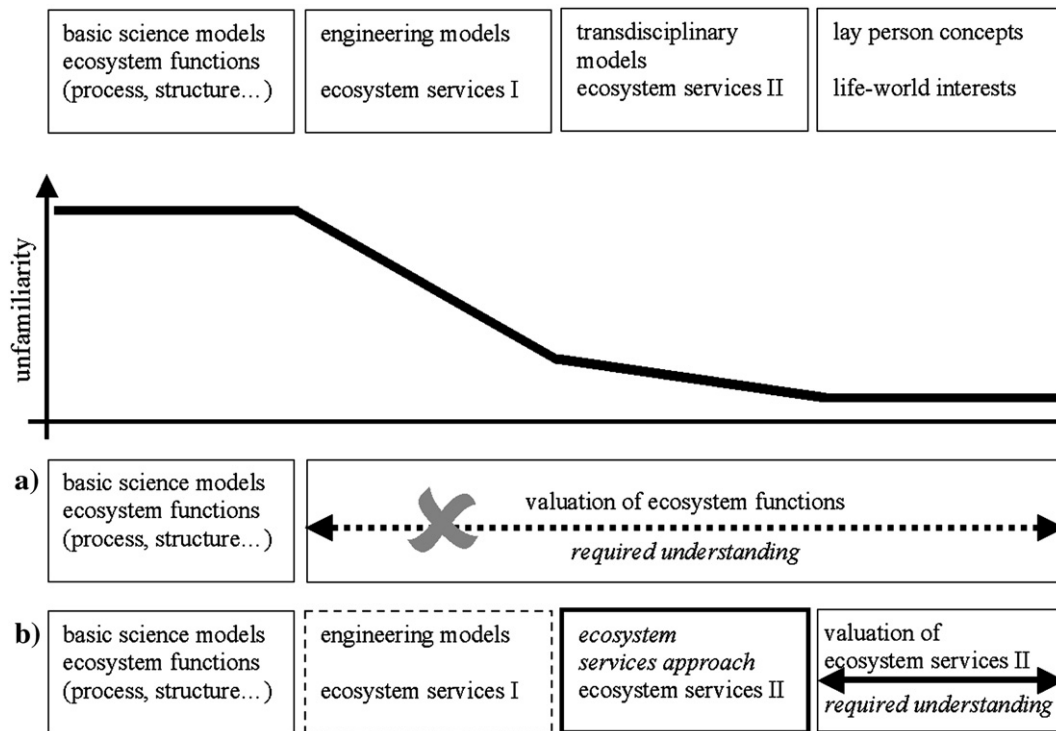 basic science models
ecosystem functions
(process, structure…)
engineering models
ecosystem services I
transdisciplinary
models
ecosystem services II
lay person concepts
life-world interests
unfamiliarity
a)
basic science models
ecosystem functions
(process, structure…)
valuation of ecosystem functions
required understanding
b)
basic science models
ecosystem functions
(process, structure…)
engineering models
ecosystem services I
ecosystem
services approach
ecosystem services II
valuation of
ecosystem services II
required understanding